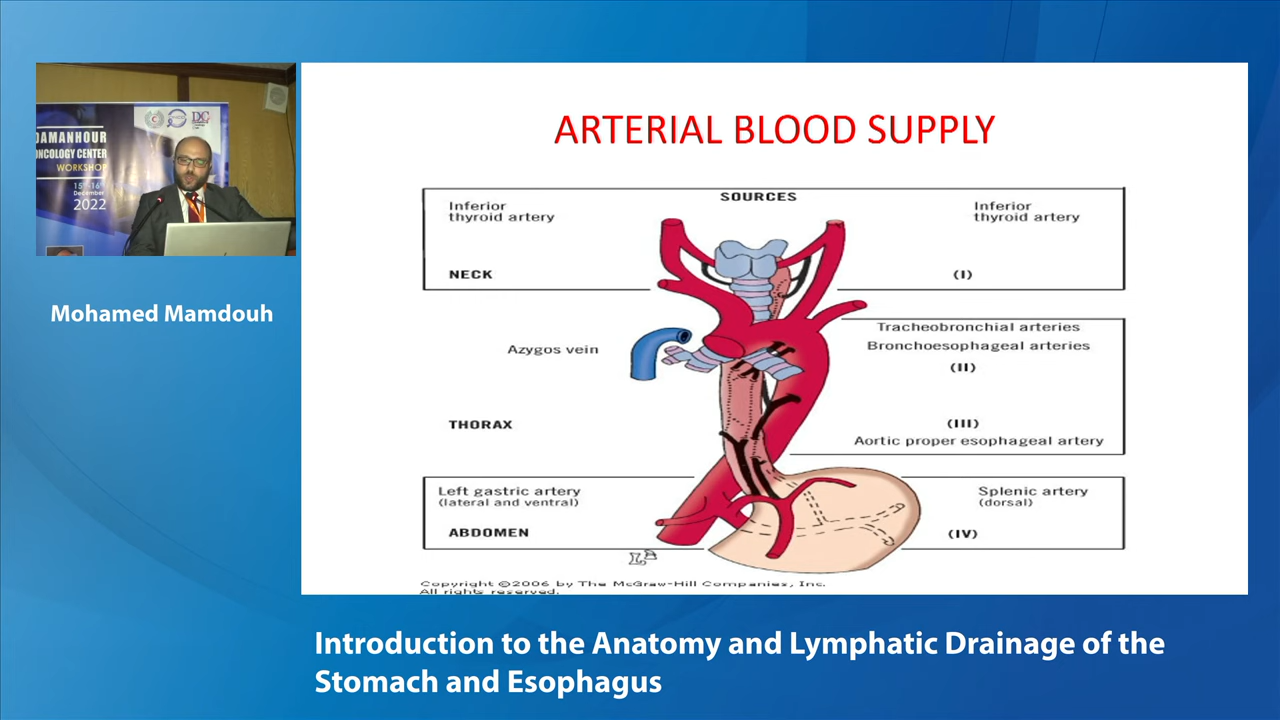 DAMANHOUR
ONCOLOGY CENTER
WORKSHOP
December
2022
Mohamed Mamdouh
ARTERIAL BLOOD SUPPLY
SOURCES
Inferior
thyroid artery
NECK
Inferior
thyroid artery
(I)
Azygos vein
Tracheobronchial arteries
Bronchoesophageal arteries
(II)
THORAX
(III)
Aortic proper esophageal artery
Left gastric artery
(lateral and ventral)
ABDOMEN
Splenic artery
(dorsal)
(IV)
Copyright ©2006 by The McGraw-Hill Companies, Inc.
All rights reserved.
Introduction to the Anatomy and Lymphatic Drainage of the
Stomach and Esophagus